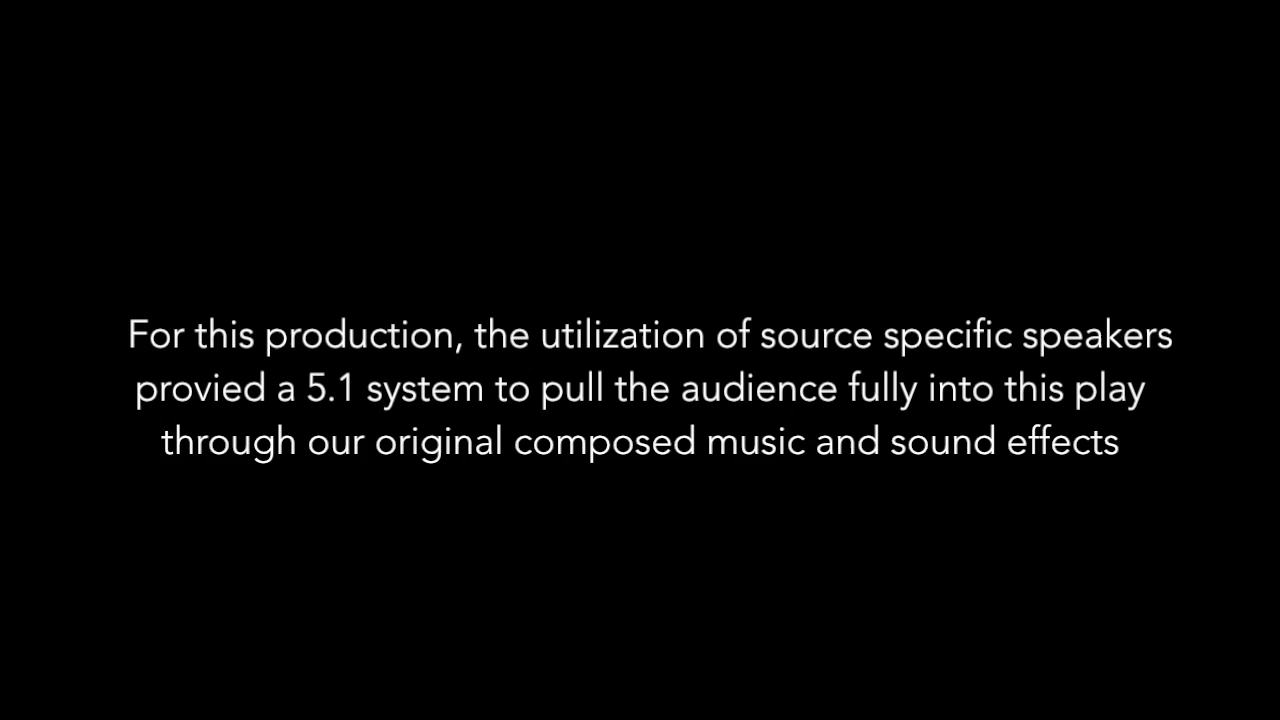 For this production, the utilization of source specific speakers
provied a 5.1 system to pull the audience fully into this play
through our original composed music and sound effects